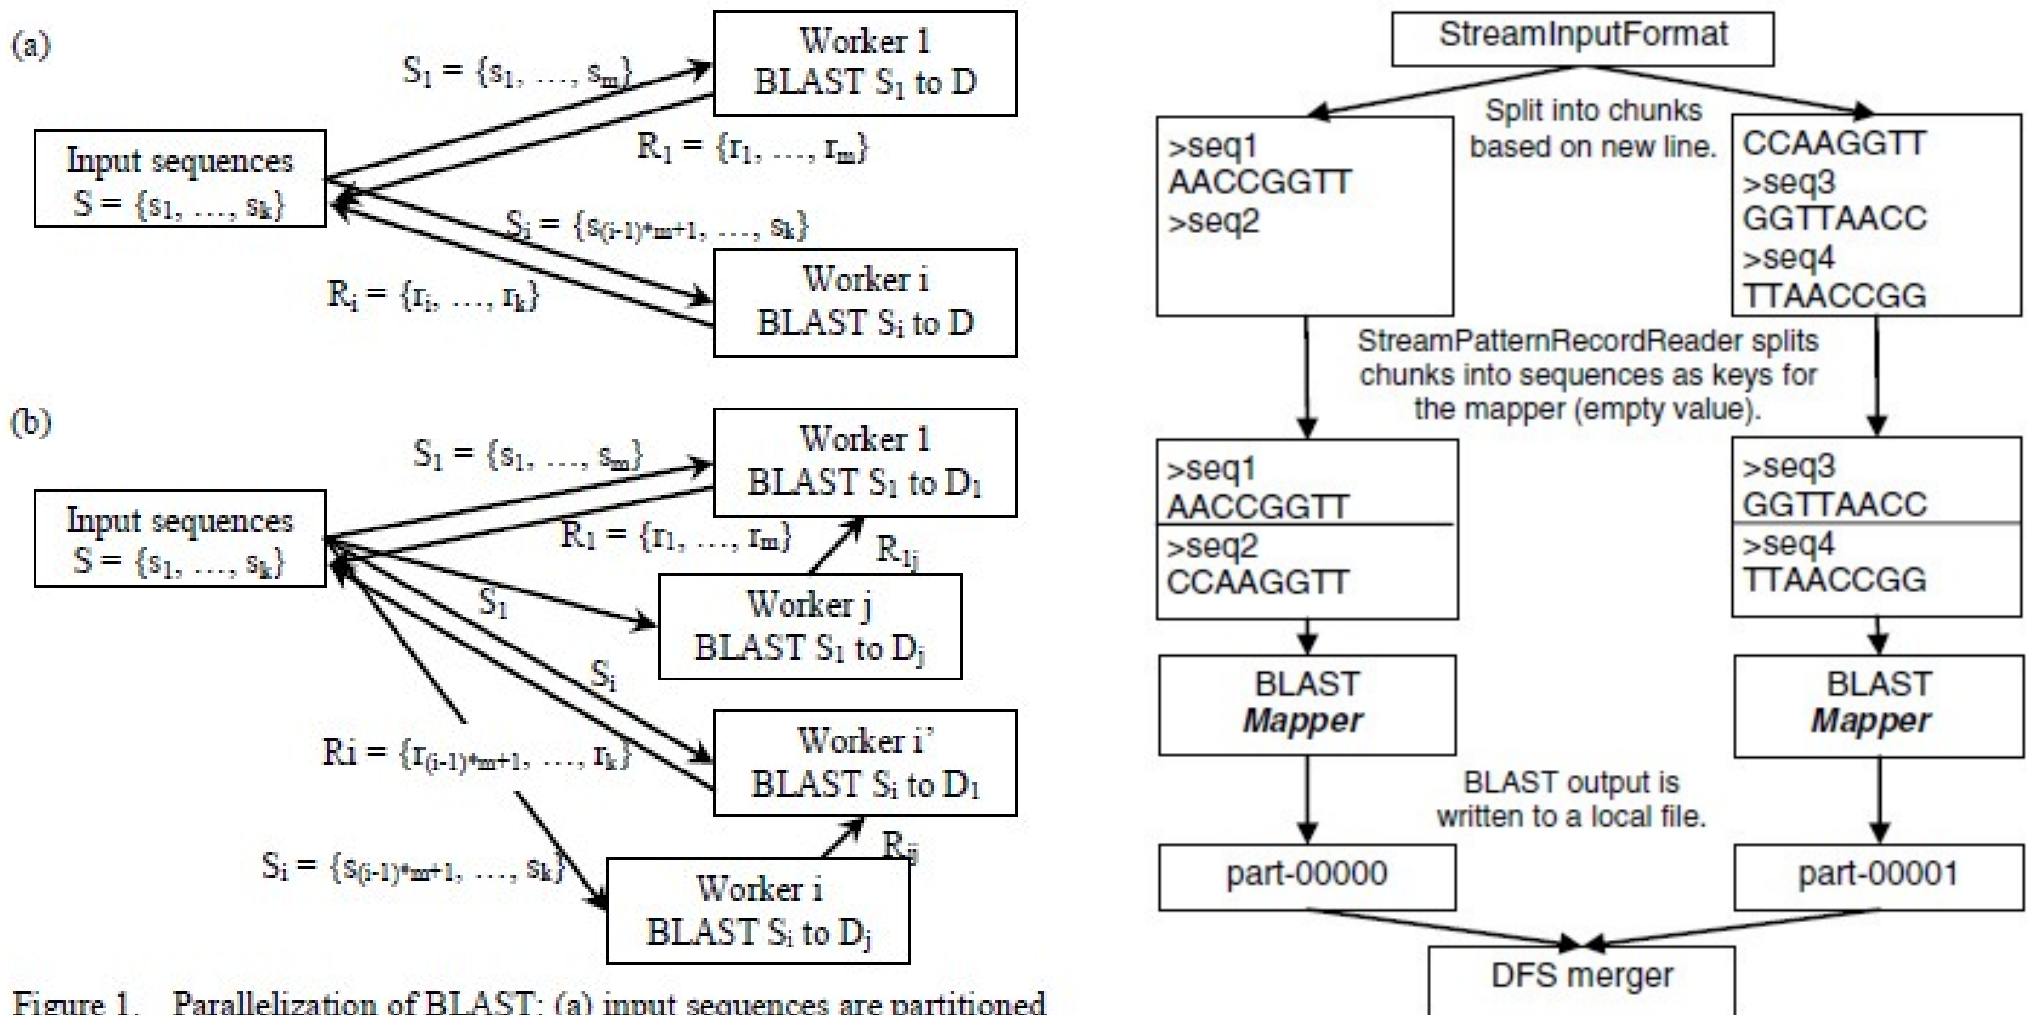 (a)
Worker 1
BLAST S₁ to D
S₁ = {s₁, …, sₘ}
R₁ = {r₁, …, rₘ}
Input sequences
S = {s₁, …, sₖ}
Sᵢ = {s₍ᵢ₋₁₎*ₘ₊₁, …, sₖ}
Rᵢ = {rᵢ, …, rₖ}
Worker i
BLAST Sᵢ to D
(b)
S₁ = {s₁, …, sₘ}
Worker 1
BLAST S₁ to D₁
Input sequences
S = {s₁, …, sₖ}
R₁ = {r₁, …, rₘ}
R₁ⱼ
S₁
Worker j
BLAST S₁ to Dⱼ
Sᵢ
Ri = {r₍ᵢ₋₁₎*ₘ₊₁, …, rₖ}
Worker i’
BLAST Sᵢ to D₁
Rᵢⱼ
Sᵢ = {s₍ᵢ₋₁₎*ₘ₊₁, …, sₖ}
Worker i
BLAST Sᵢ to Dⱼ
Figure 1. Parallelization of BLAST: (a) input sequences are partitioned
StreamInputFormat
Split into chunks
based on new line.
>seq1
AACCGGTT
>seq2
CCAAGGTT
>seq3
GGTTAACC
>seq4
TTAACCGG
StreamPatternRecordReader splits
chunks into sequences as keys for
the mapper (empty value).
>seq1
AACCGGTT
>seq2
CCAAGGTT
>seq3
GGTTAACC
>seq4
TTAACCGG
BLAST
Mapper
BLAST
Mapper
BLAST output is
written to a local file.
part-00000
part-00001
DFS merger